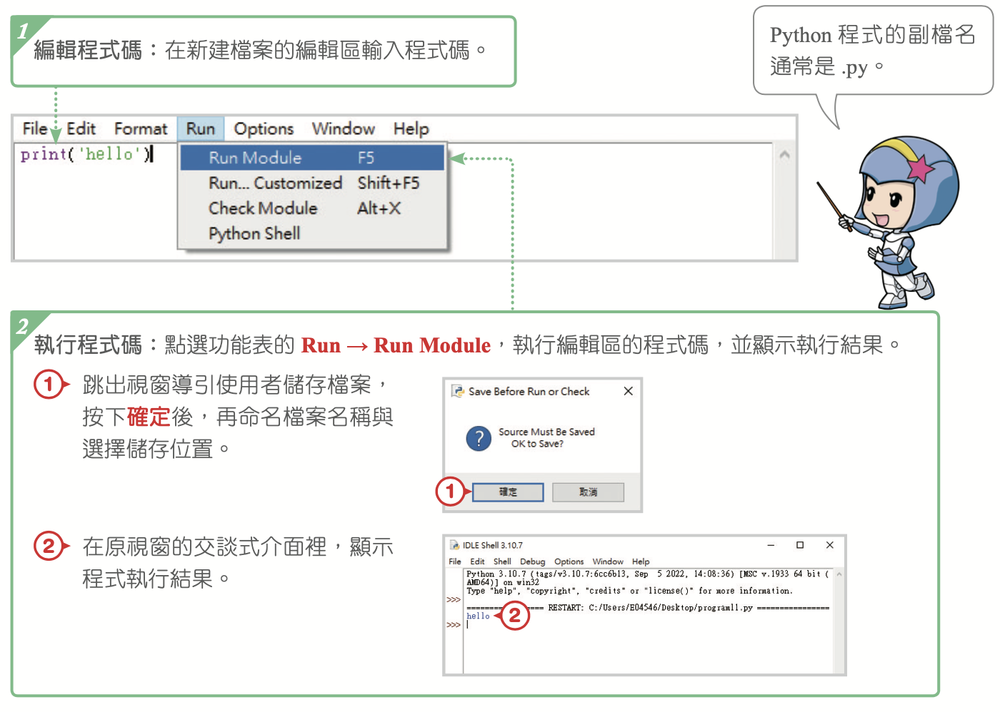 1
編輯程式碼：在新建檔案的編輯區輸入程式碼。
Python 程式的副檔名
通常是 .py。
File Edit Format Run Options Window Help
print('hello')
Run Module F5
Run... Customized Shift+F5
Check Module Alt+X
Python Shell
2
執行程式碼：點選功能表的 Run → Run Module，執行編輯區的程式碼，並顯示執行結果。
1 跳出視窗導引使用者儲存檔案，
按下確定後，再命名檔案名稱與
選擇儲存位置。
Save Before Run or Check
Source Must Be Saved
OK to Save?
1 確定 取消
2 在原視窗的交談式介面裡，顯示
程式執行結果。
IDLE Shell 3.10.7
File Edit Shell Debug Options Window Help
Python 3.10.7 (tags/v3.10.7:6cc6b13, Sep 5 2022, 14:08:36) [MSC v.1933 64 bit (
AMD64)] on win32
Type "help", "copyright", "credits" or "license()" for more information.
>>>
================ RESTART: C:/Users/E04546/Desktop/program11.py ================
hello 2
>>>